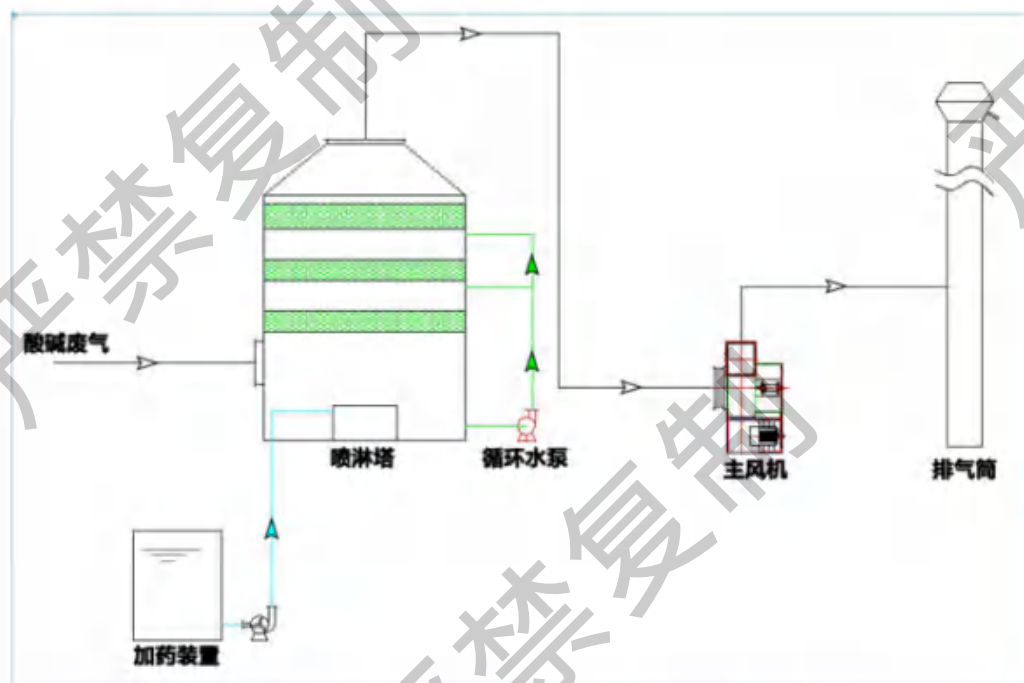 严禁复制
严
酸碱废气
喷淋塔
循环水泵
主风机
排气筒
加药装置
严禁复制